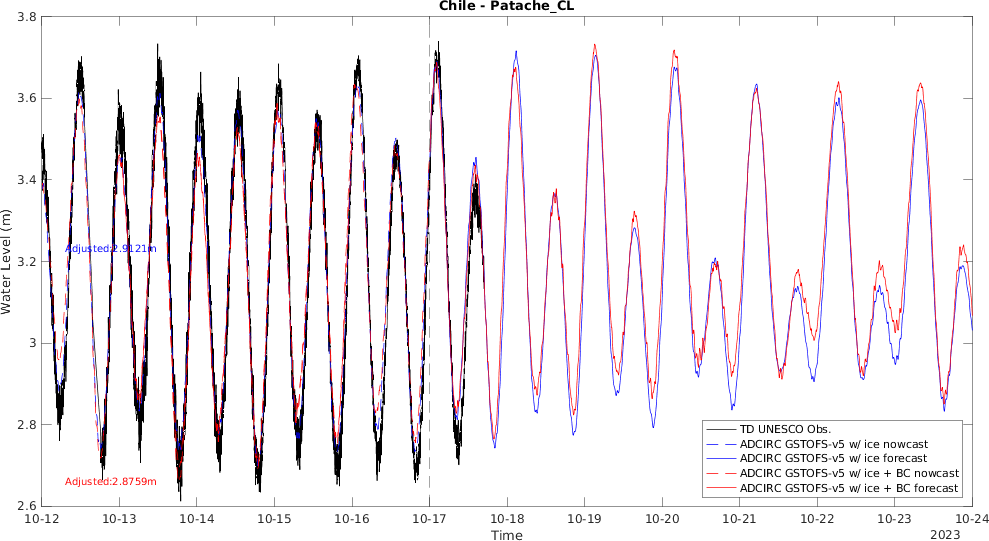 Chile - Patache_CL
3.8
3.6
3.4
3.2
3
2.8
2.6
Water Level (m)
Adjusted:2.9121m
Adjusted:2.8759m
TD UNESCO Obs.
ADCIRC GSTOFS-v5 w/ ice nowcast
ADCIRC GSTOFS-v5 w/ ice forecast
ADCIRC GSTOFS-v5 w/ ice + BC nowcast
ADCIRC GSTOFS-v5 w/ ice + BC forecast
10-12 10-13 10-14 10-15 10-16 10-17 10-18 10-19 10-20 10-21 10-22 10-23 10-24
Time
2023